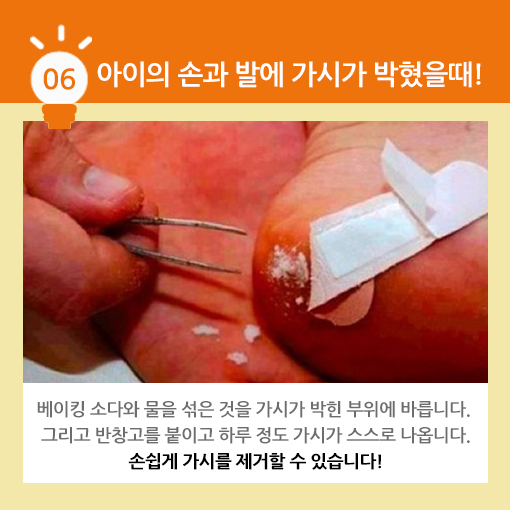 06 아이의 손과 발에 가시가 박혔을때!
베이킹 소다와 물을 섞은 것을 가시가 박힌 부위에 바릅니다.
그리고 반창고를 붙이고 하루 정도 가시가 스스로 나옵니다.
손쉽게 가시를 제거할 수 있습니다!